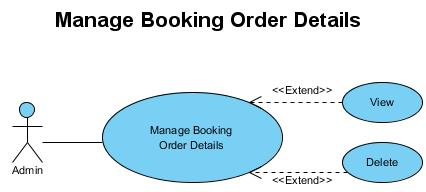 Manage Booking Order Details
<<Extend>>
View
Manage Booking
Order Details
Admin
Delete
<<Extend>>